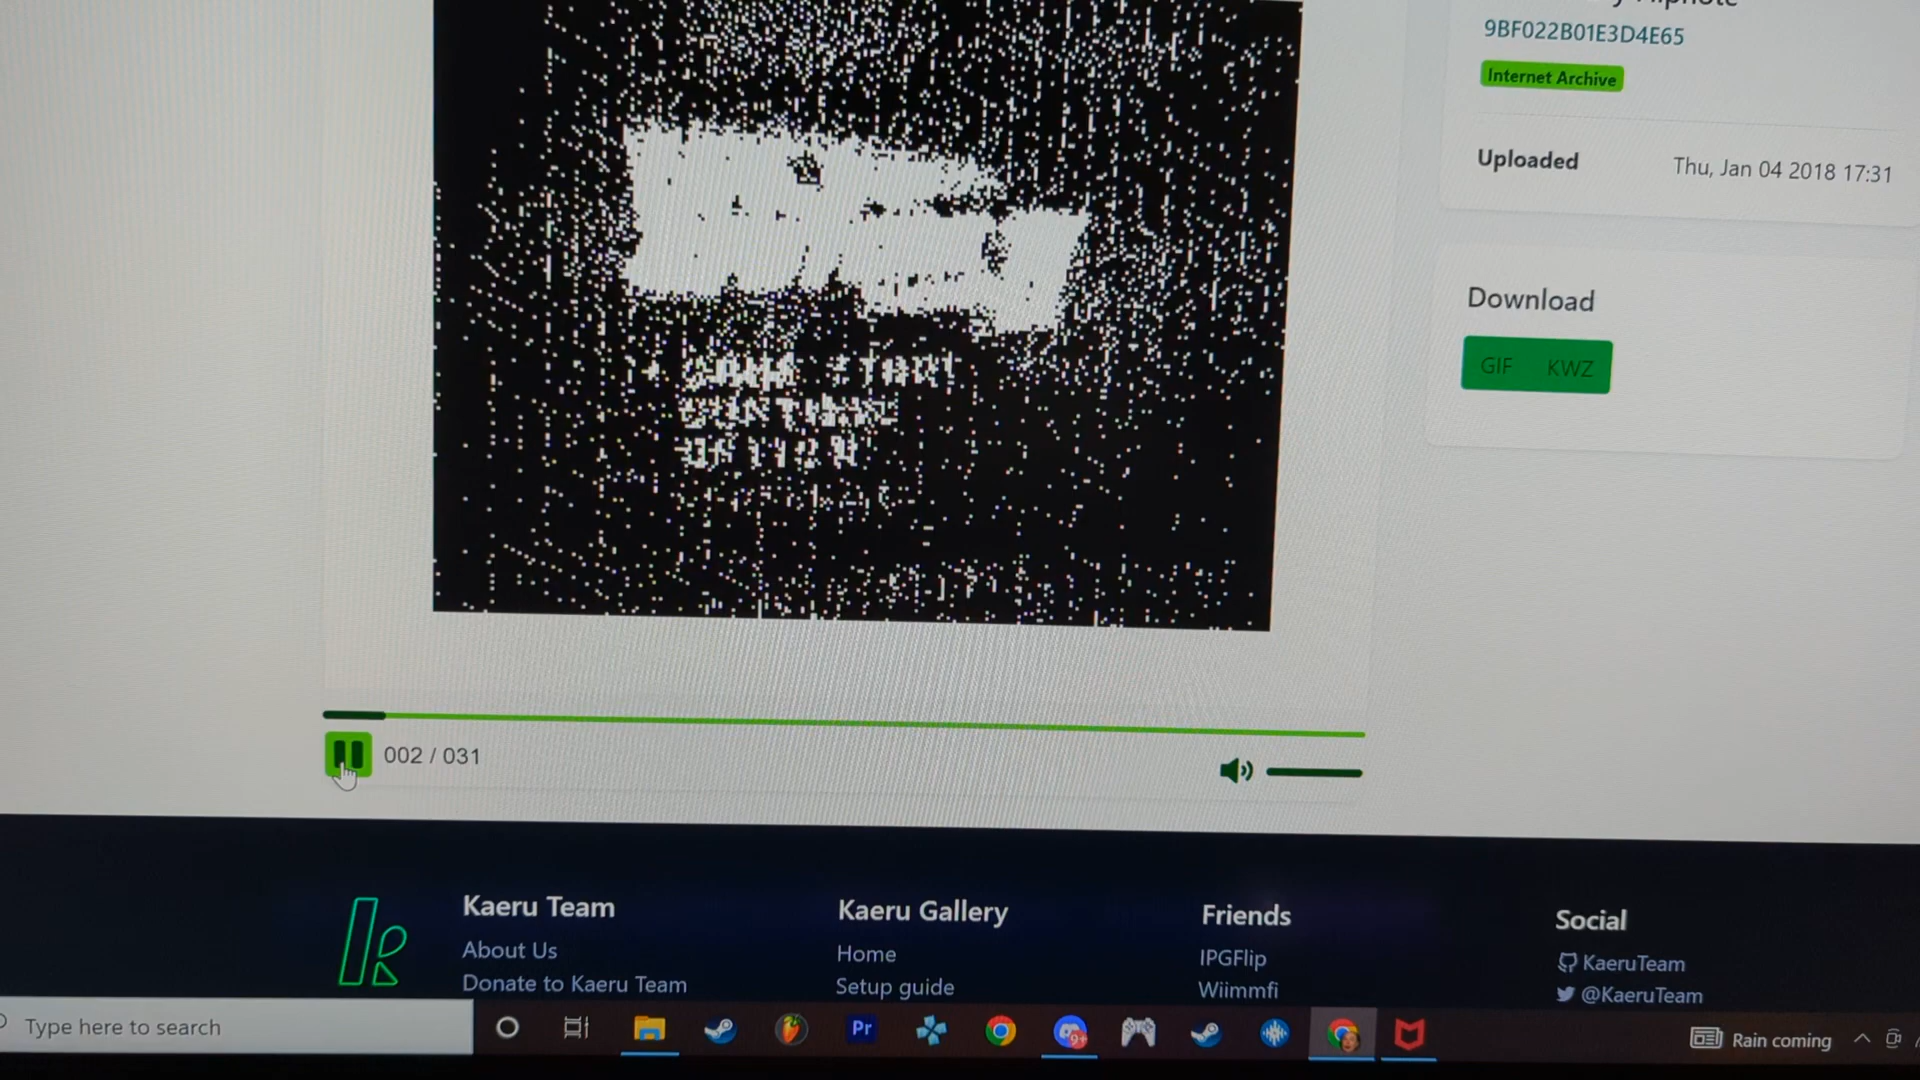 9BF022B01E3D4E65
Internet Archive
Uploaded Thu, Jan 04 2018 17:31
Download
GIF KWZ
002 / 031
Kaeru Team
About Us
Donate to Kaeru Team
Kaeru Gallery
Home
Setup guide
Friends
IPGFlip
Wiimmfi
Social
KaeruTeam
@KaeruTeam
Type here to search
Pr
9+
Rain coming